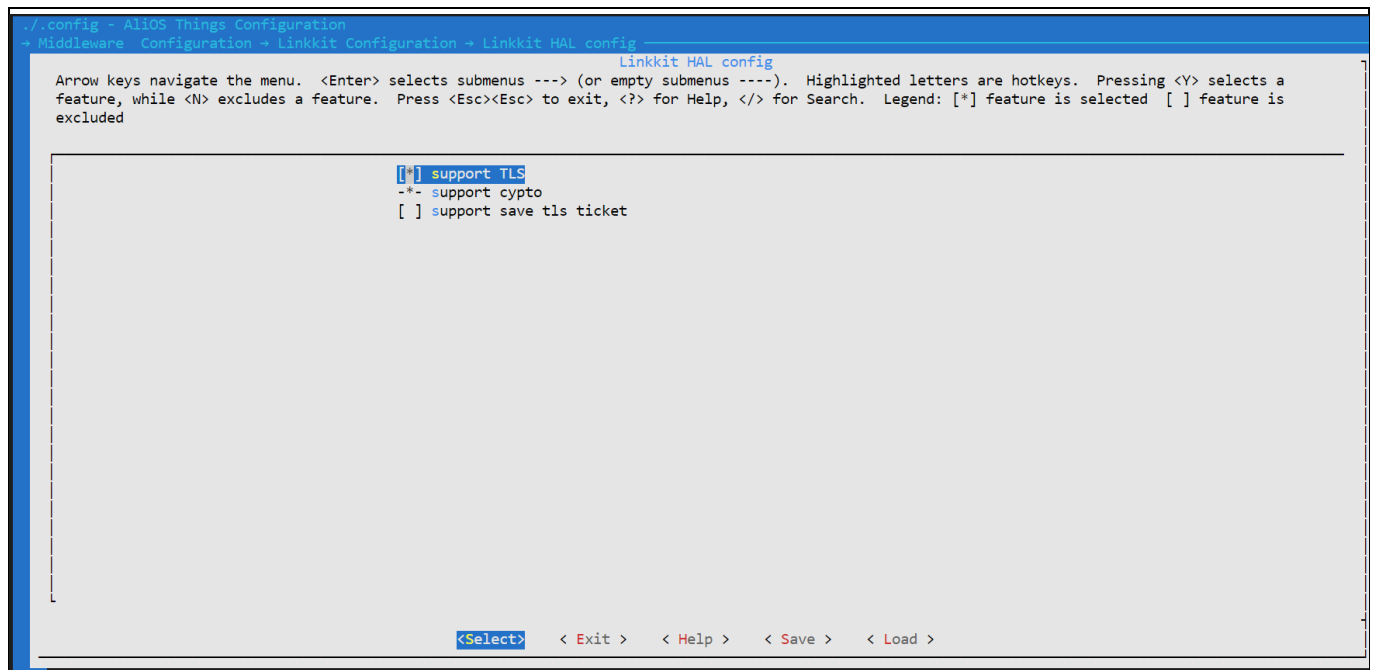 ./.config - AliOS Things Configuration
→ Middleware  Configuration → Linkkit Configuration → Linkkit HAL config
Linkkit HAL config
Arrow keys navigate the menu.  <Enter> selects submenus ---> (or empty submenus ----).  Highlighted letters are hotkeys.  Pressing <Y> selects a
feature, while <N> excludes a feature.  Press <Esc><Esc> to exit, <?> for Help, </> for Search.  Legend: [*] feature is selected  [ ] feature is
excluded
[*] support TLS
-*- support cypto
[ ] support save tls ticket
<Select>    < Exit >    < Help >    < Save >    < Load >